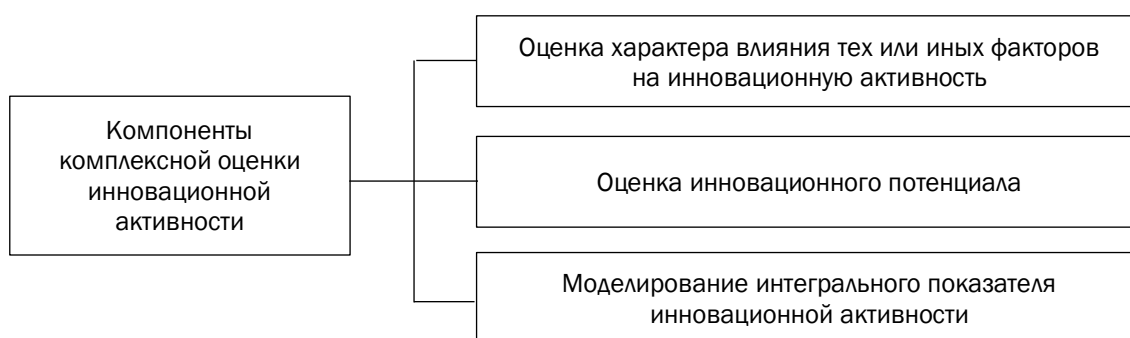 Компоненты
комплексной оценки
инновационной
активности
Оценка характера влияния тех или иных факторов
на инновационную активность
Оценка инновационного потенциала
Моделирование интегрального показателя
инновационной активности